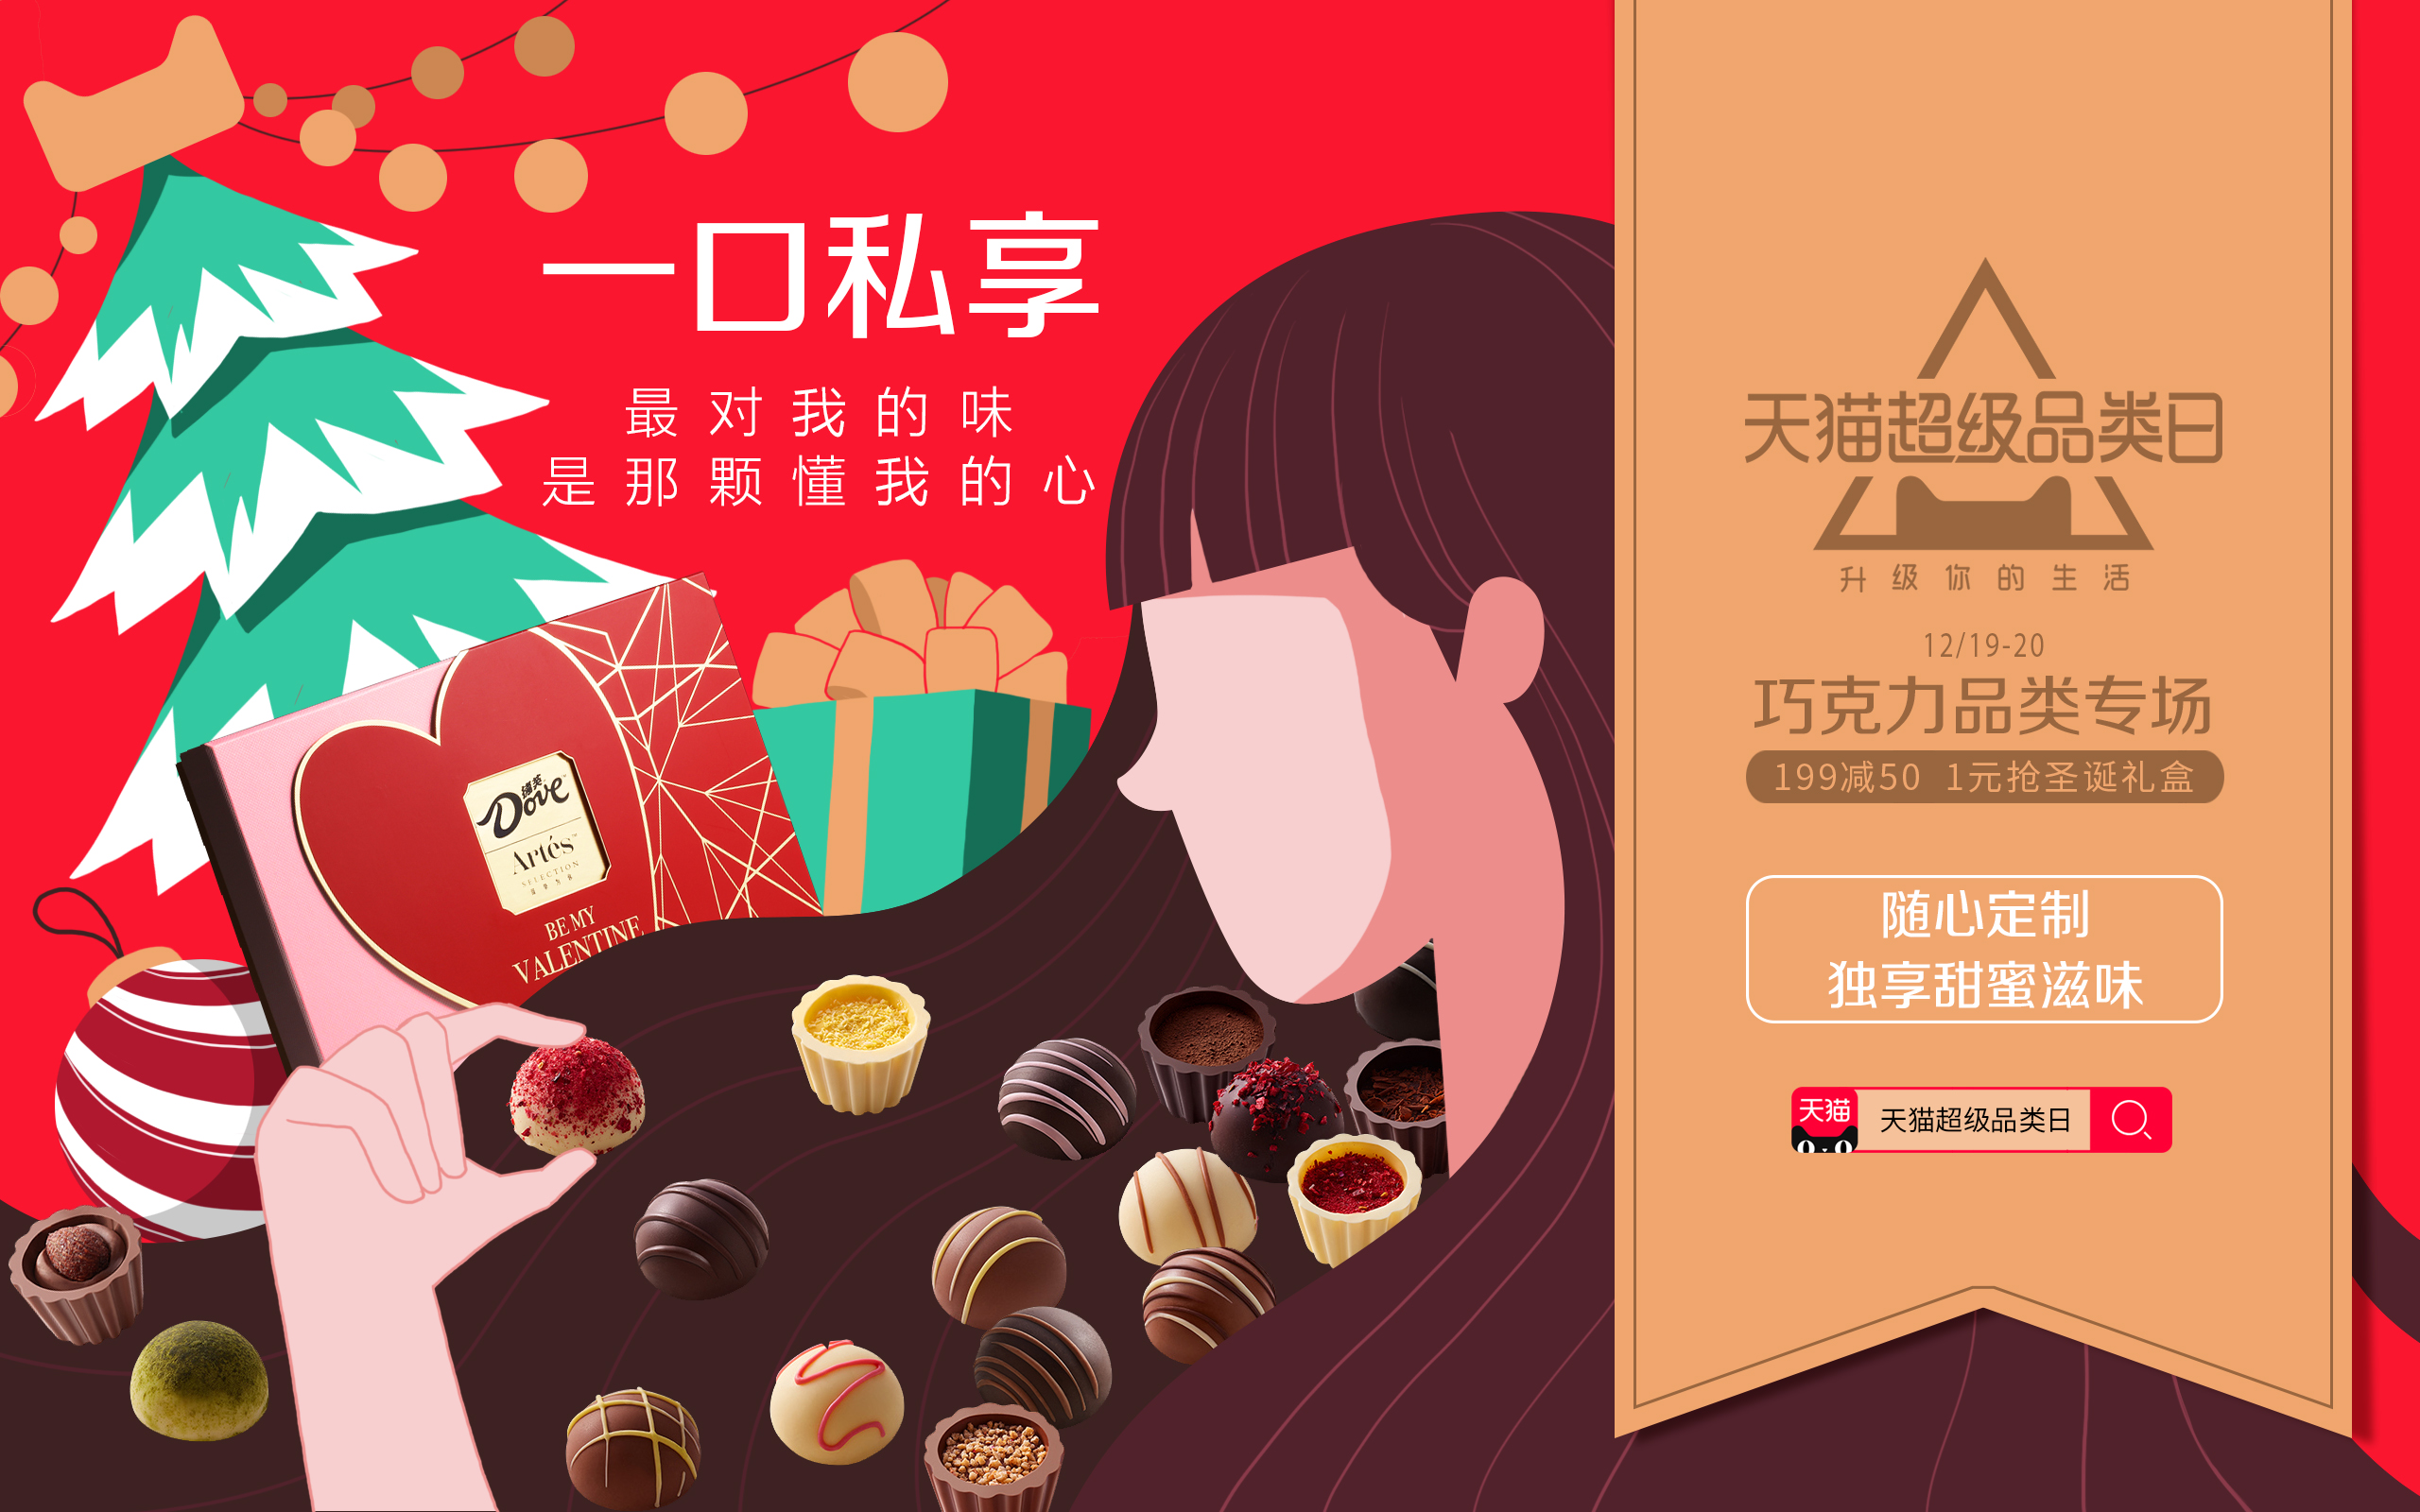 一口私享
最对我的味
是那颗懂我的心
德芙
Dove
Artés
SELECTION
BE MY
VALENTINE
天猫超级品类日
升级你的生活
12/19-20
巧克力品类专场
199减50 1元抢圣诞礼盒
随心定制
独享甜蜜滋味
天猫
天猫超级品类日